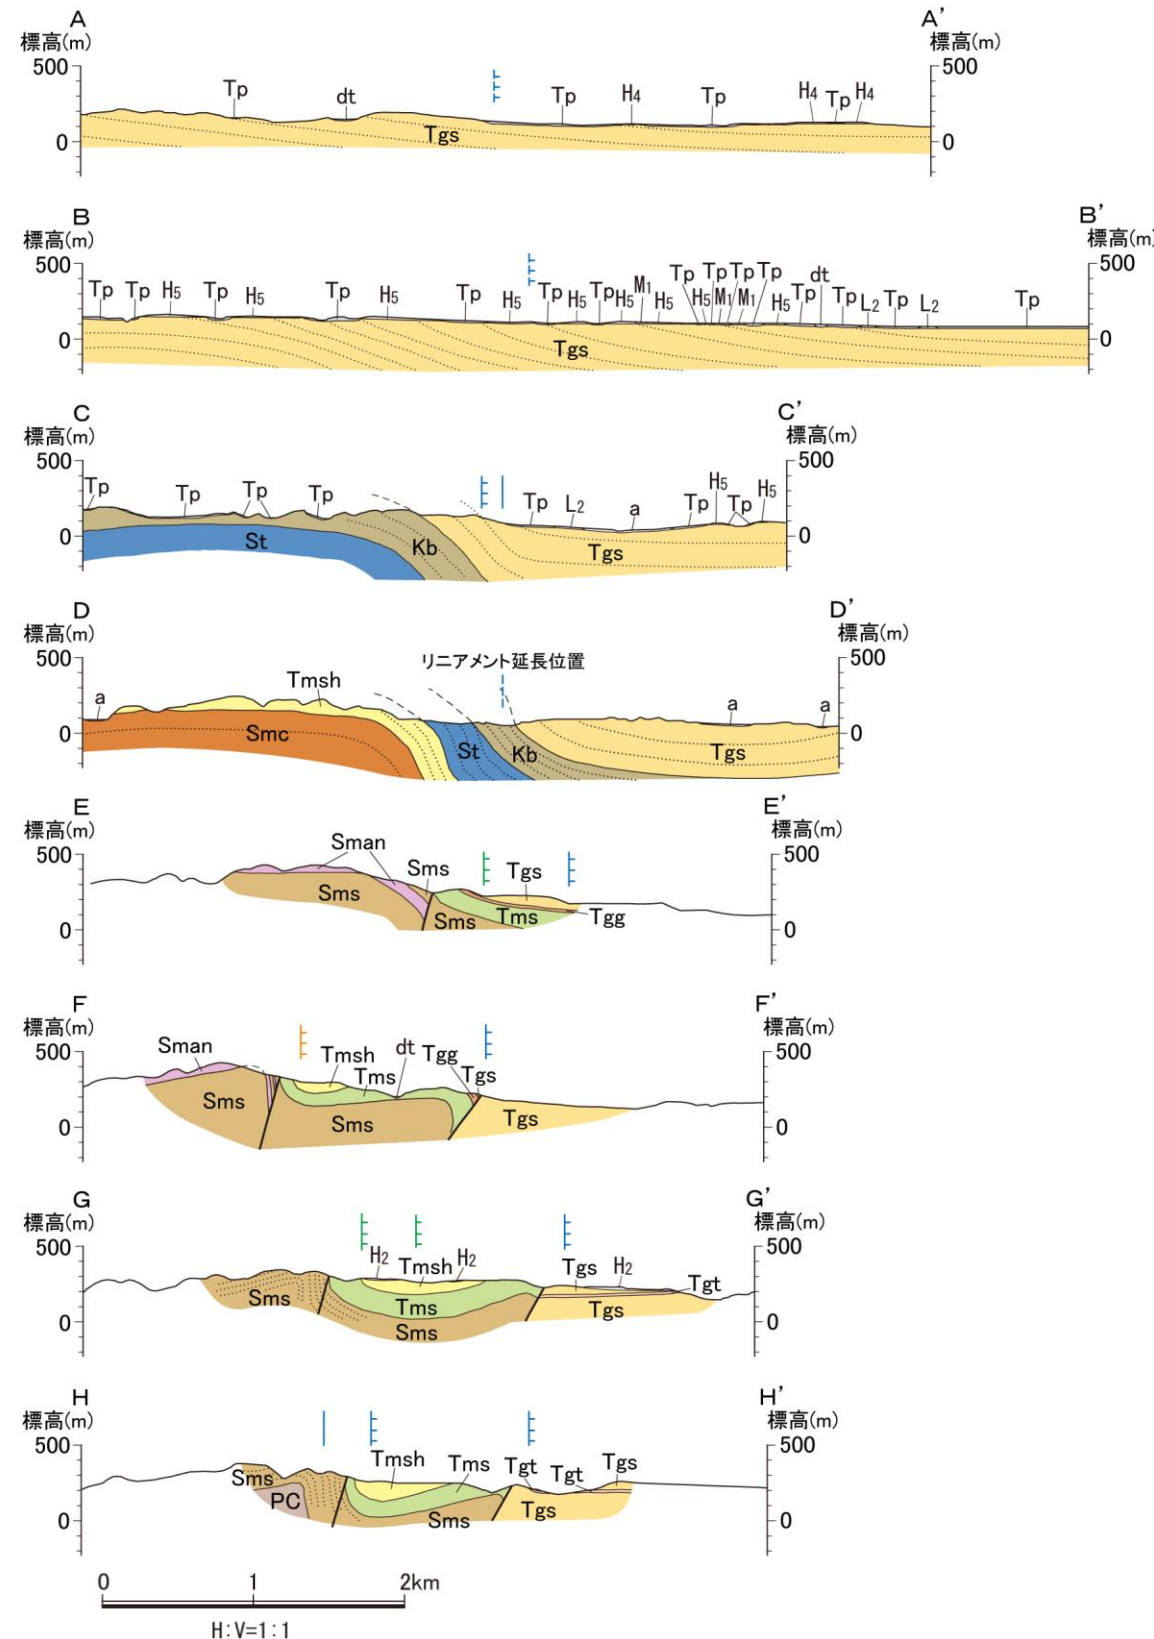 A A’
標高(m) 標高(m)
500 500
Tp dt Tp H4 Tp H4 Tp H4
0 Tgs 0
B B’
標高(m) 標高(m)
500 500
Tp Tp H5 Tp H5 Tp H5 Tp H5 Tp H5 Tp H5 M1 H5 Tp H5 Tp M1 Tp M1 Tp H5 Tp dt Tp L2 Tp L2 Tp
0 Tgs 0
C C’
標高(m) 標高(m)
500 500
Tp Tp Tp Tp Tp L2 a Tp H5 Tp H5
0 St Kb Tgs 0
D D’
標高(m) 標高(m)
500 リニアメント延長位置 500
a Tmsh a a
0 Smc St Kb Tgs 0
E E’
標高(m) 標高(m)
500 500
Sman Sms Tgs
Sms Sms Tms Tgg
0 0
F F’
標高(m) 標高(m)
500 500
Sman Tmsh Tms dt Tgg Tgs
Sms Sms Tgs
0 0
G G’
標高(m) 標高(m)
500 500
H2 Tmsh H2 Tgs H2 Tgt
Sms Tms Tgs
0 Sms 0
H H’
標高(m) 標高(m)
500 500
Sms Tmsh Tms Tgt Tgt Tgs
PC Sms Tgs
0 0
0 1 2km
H:V=1:1